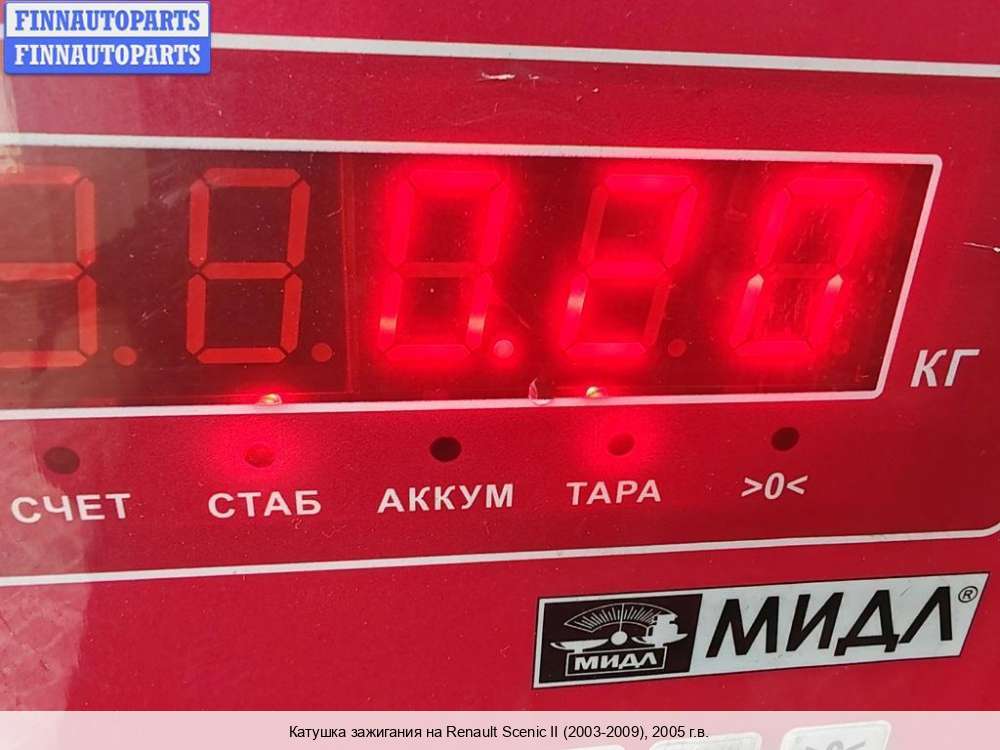 FINNAUTOPARTS
FINNAUTOPARTS
0.20
КГ
СЧЕТ СТАБ АККУМ ТАРА >0<
МИДЛ МИДЛ®
Катушка зажигания на Renault Scenic II (2003-2009), 2005 г.в.